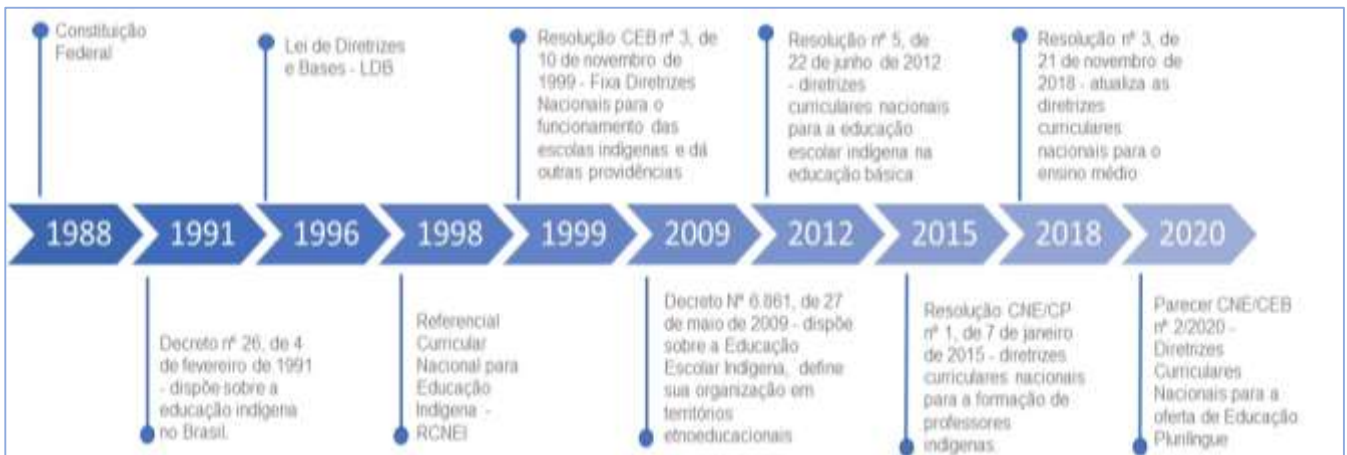 Constituição
Federal
Lei de Diretrizes
e Bases - LDB
Resolução CEB nº 3, de
10 de novembro de
1999 - Fixa Diretrizes
Nacionais para o
funcionamento das
escolas indígenas e dá
outras providências
Resolução nº 5, de
22 de junho de 2012
- diretrizes
curriculares nacionais
para a educação
escolar indígena na
educação básica
Resolução nº 3, de
21 de novembro de
2018 - atualiza as
diretrizes
curriculares
nacionais para o
ensino médio
1988 1991 1996 1998 1999 2009 2012 2015 2018 2020
Decreto nº 26, de 4
de fevereiro de 1991
- dispõe sobre a
educação indígena
no Brasil.
Referencial
Curricular
Nacional para
Educação
Indígena -
RCNEI
Decreto Nº 6.861, de 27
de maio de 2009 - dispõe
sobre a Educação
Escolar Indígena, define
sua organização em
territórios
etnoeducacionais
Resolução CNE/CP
nº 1, de 7 de janeiro
de 2015 - diretrizes
curriculares nacionais
para a formação de
professores
indígenas.
Parecer CNE/CEB
nº 2/2020 -
Diretrizes
Curriculares
Nacionais para a
oferta de Educação
Plurilíngue